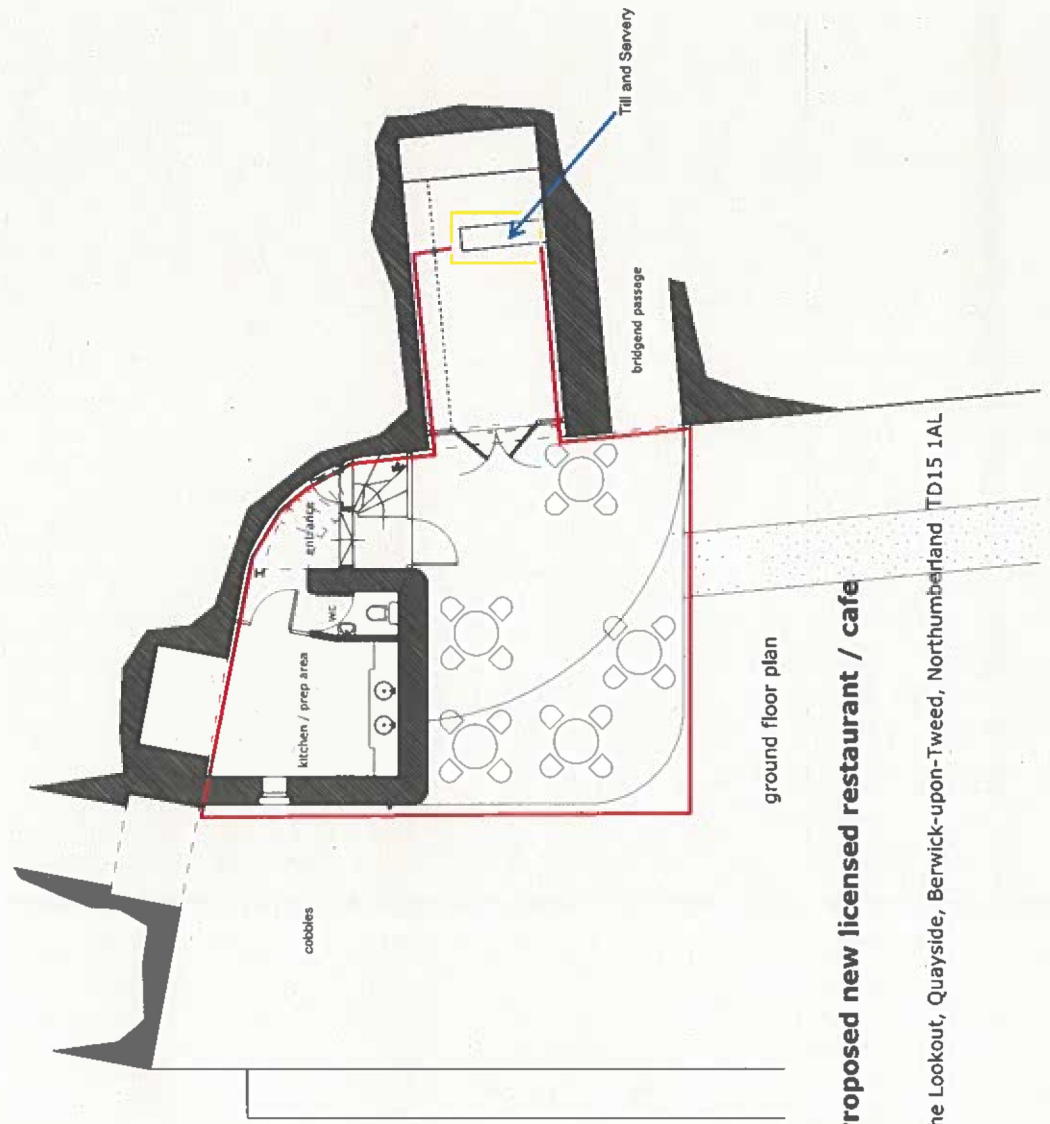 Till and Servery
bridgend passage
entrance
WC
kitchen / prep area
cobbles
ground floor plan
roposed new licensed restaurant / cafe
he Lookout, Quayside, Berwick-upon-Tweed, Northumberland TD15 1AL